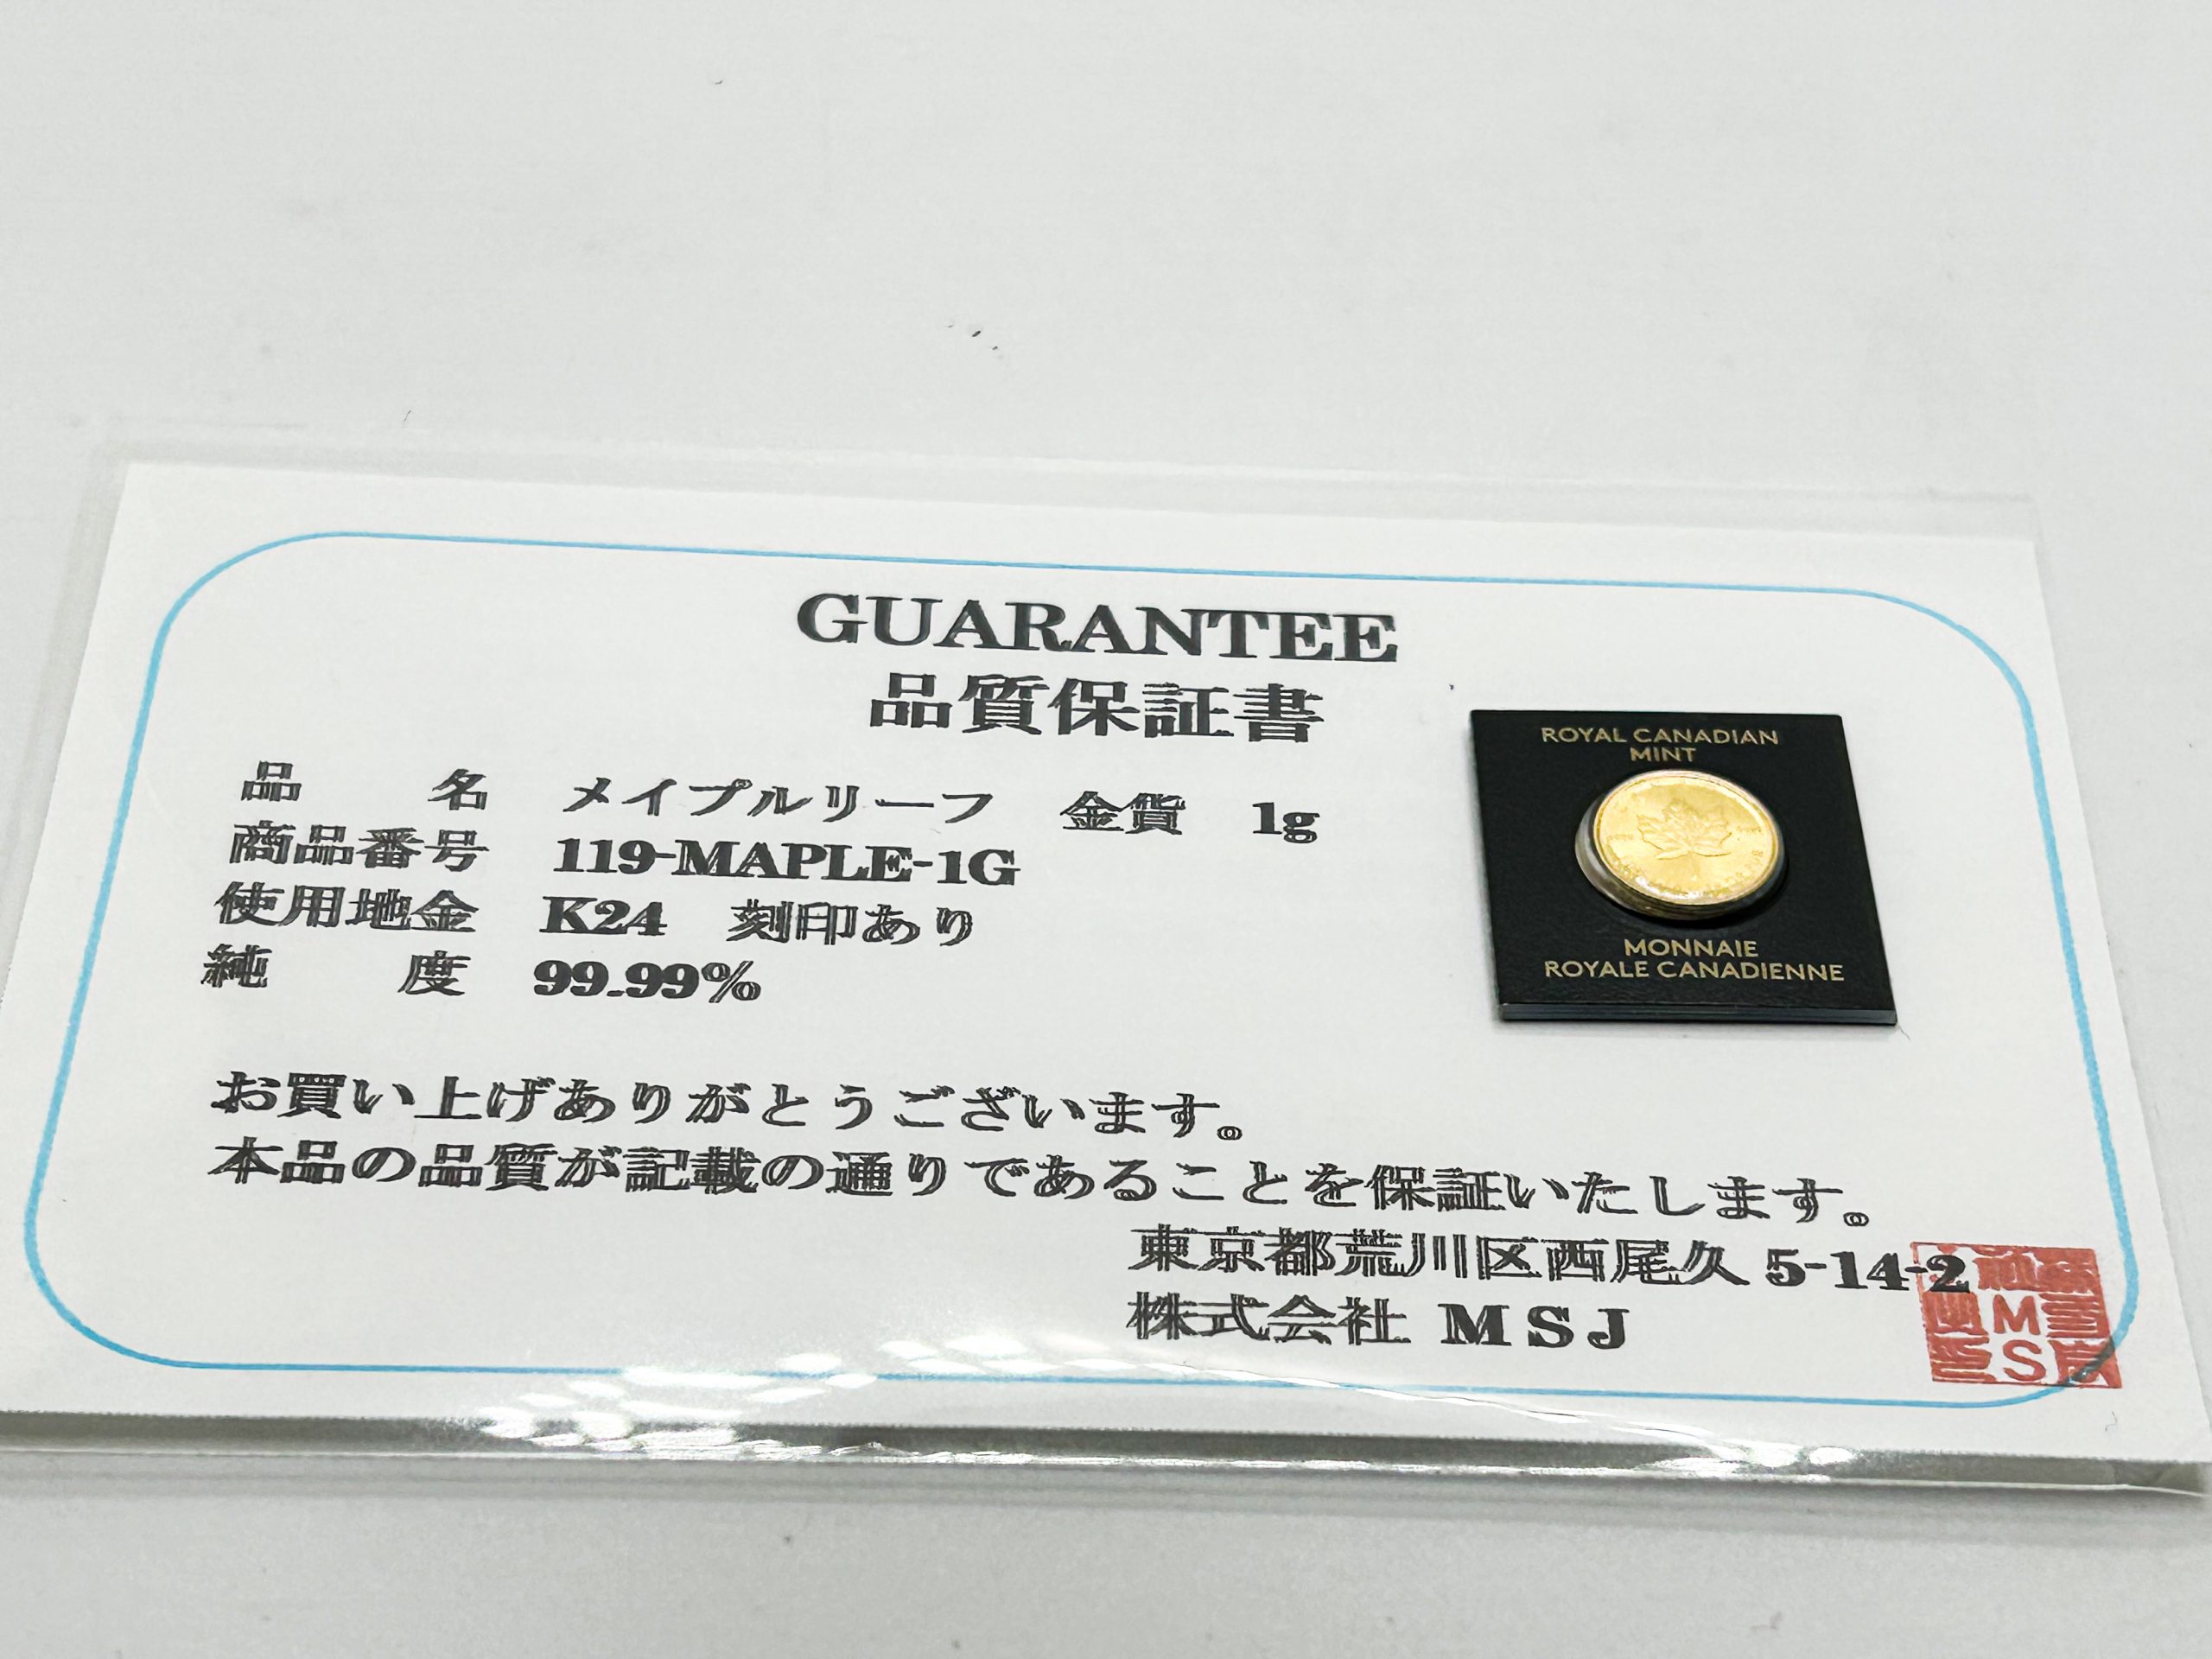 GUARANTEE
品質保証書
品名 メイプルリーフ 金貨 1g
商品番号 119-MAPLE-1G
使用地金 K24 刻印あり
純度 99.99%
お買い上げありがとうございます。
本品の品質が記載の通りであることを保証いたします。
東京都荒川区西尾久 5-14-2
株式会社 MSJ
ROYAL CANADIAN
MINT
MONNAIE
ROYALE CANADIENNE
MS